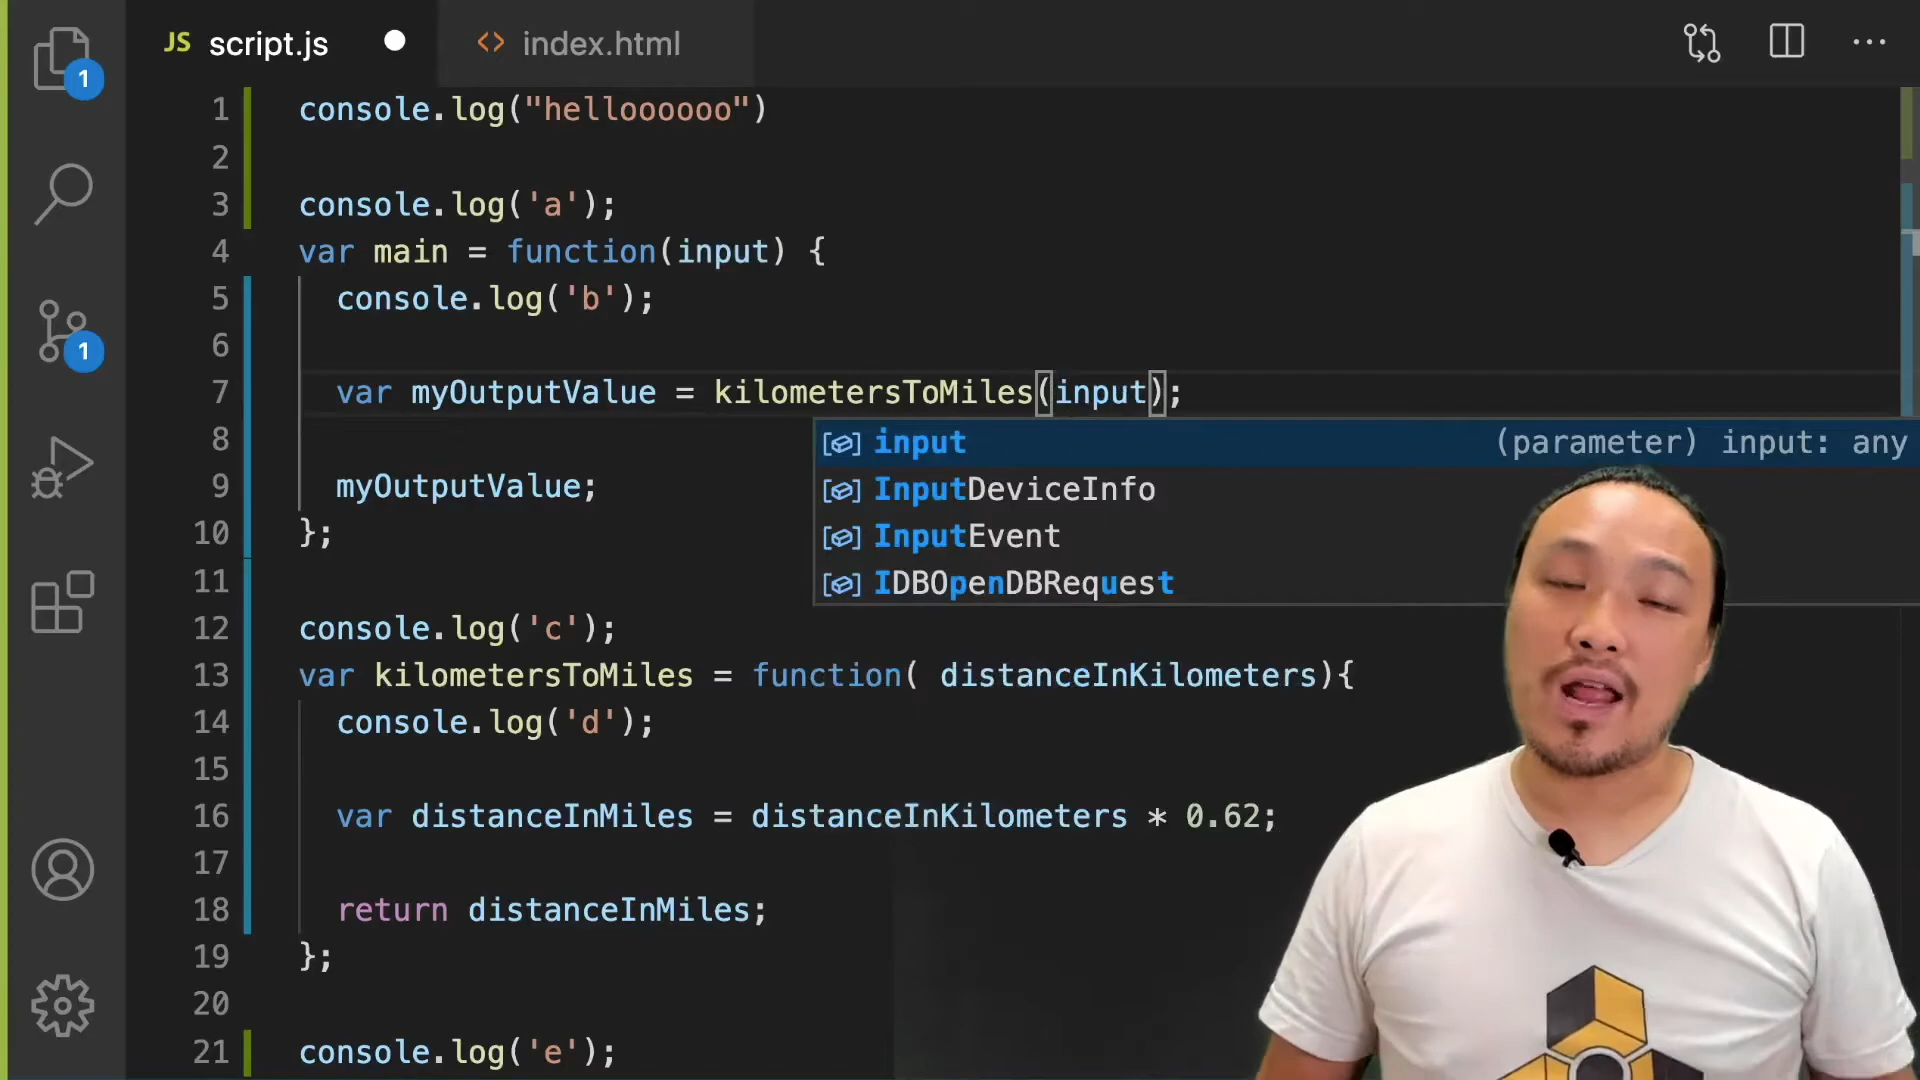 JS script.js
<> index.html
1
1
1 console.log("helloooooo")
2
3 console.log('a');
4 var main = function(input) {
5 console.log('b');
6
7 var myOutputValue = kilometersToMiles(input);
8
input (parameter) input: any
9 myOutputValue;
InputDeviceInfo
10 };
InputEvent
11
IDBOpenDBRequest
12 console.log('c');
13 var kilometersToMiles = function( distanceInKilometers){
14 console.log('d');
15
16 var distanceInMiles = distanceInKilometers * 0.62;
17
18 return distanceInMiles;
19 };
20
21 console.log('e');